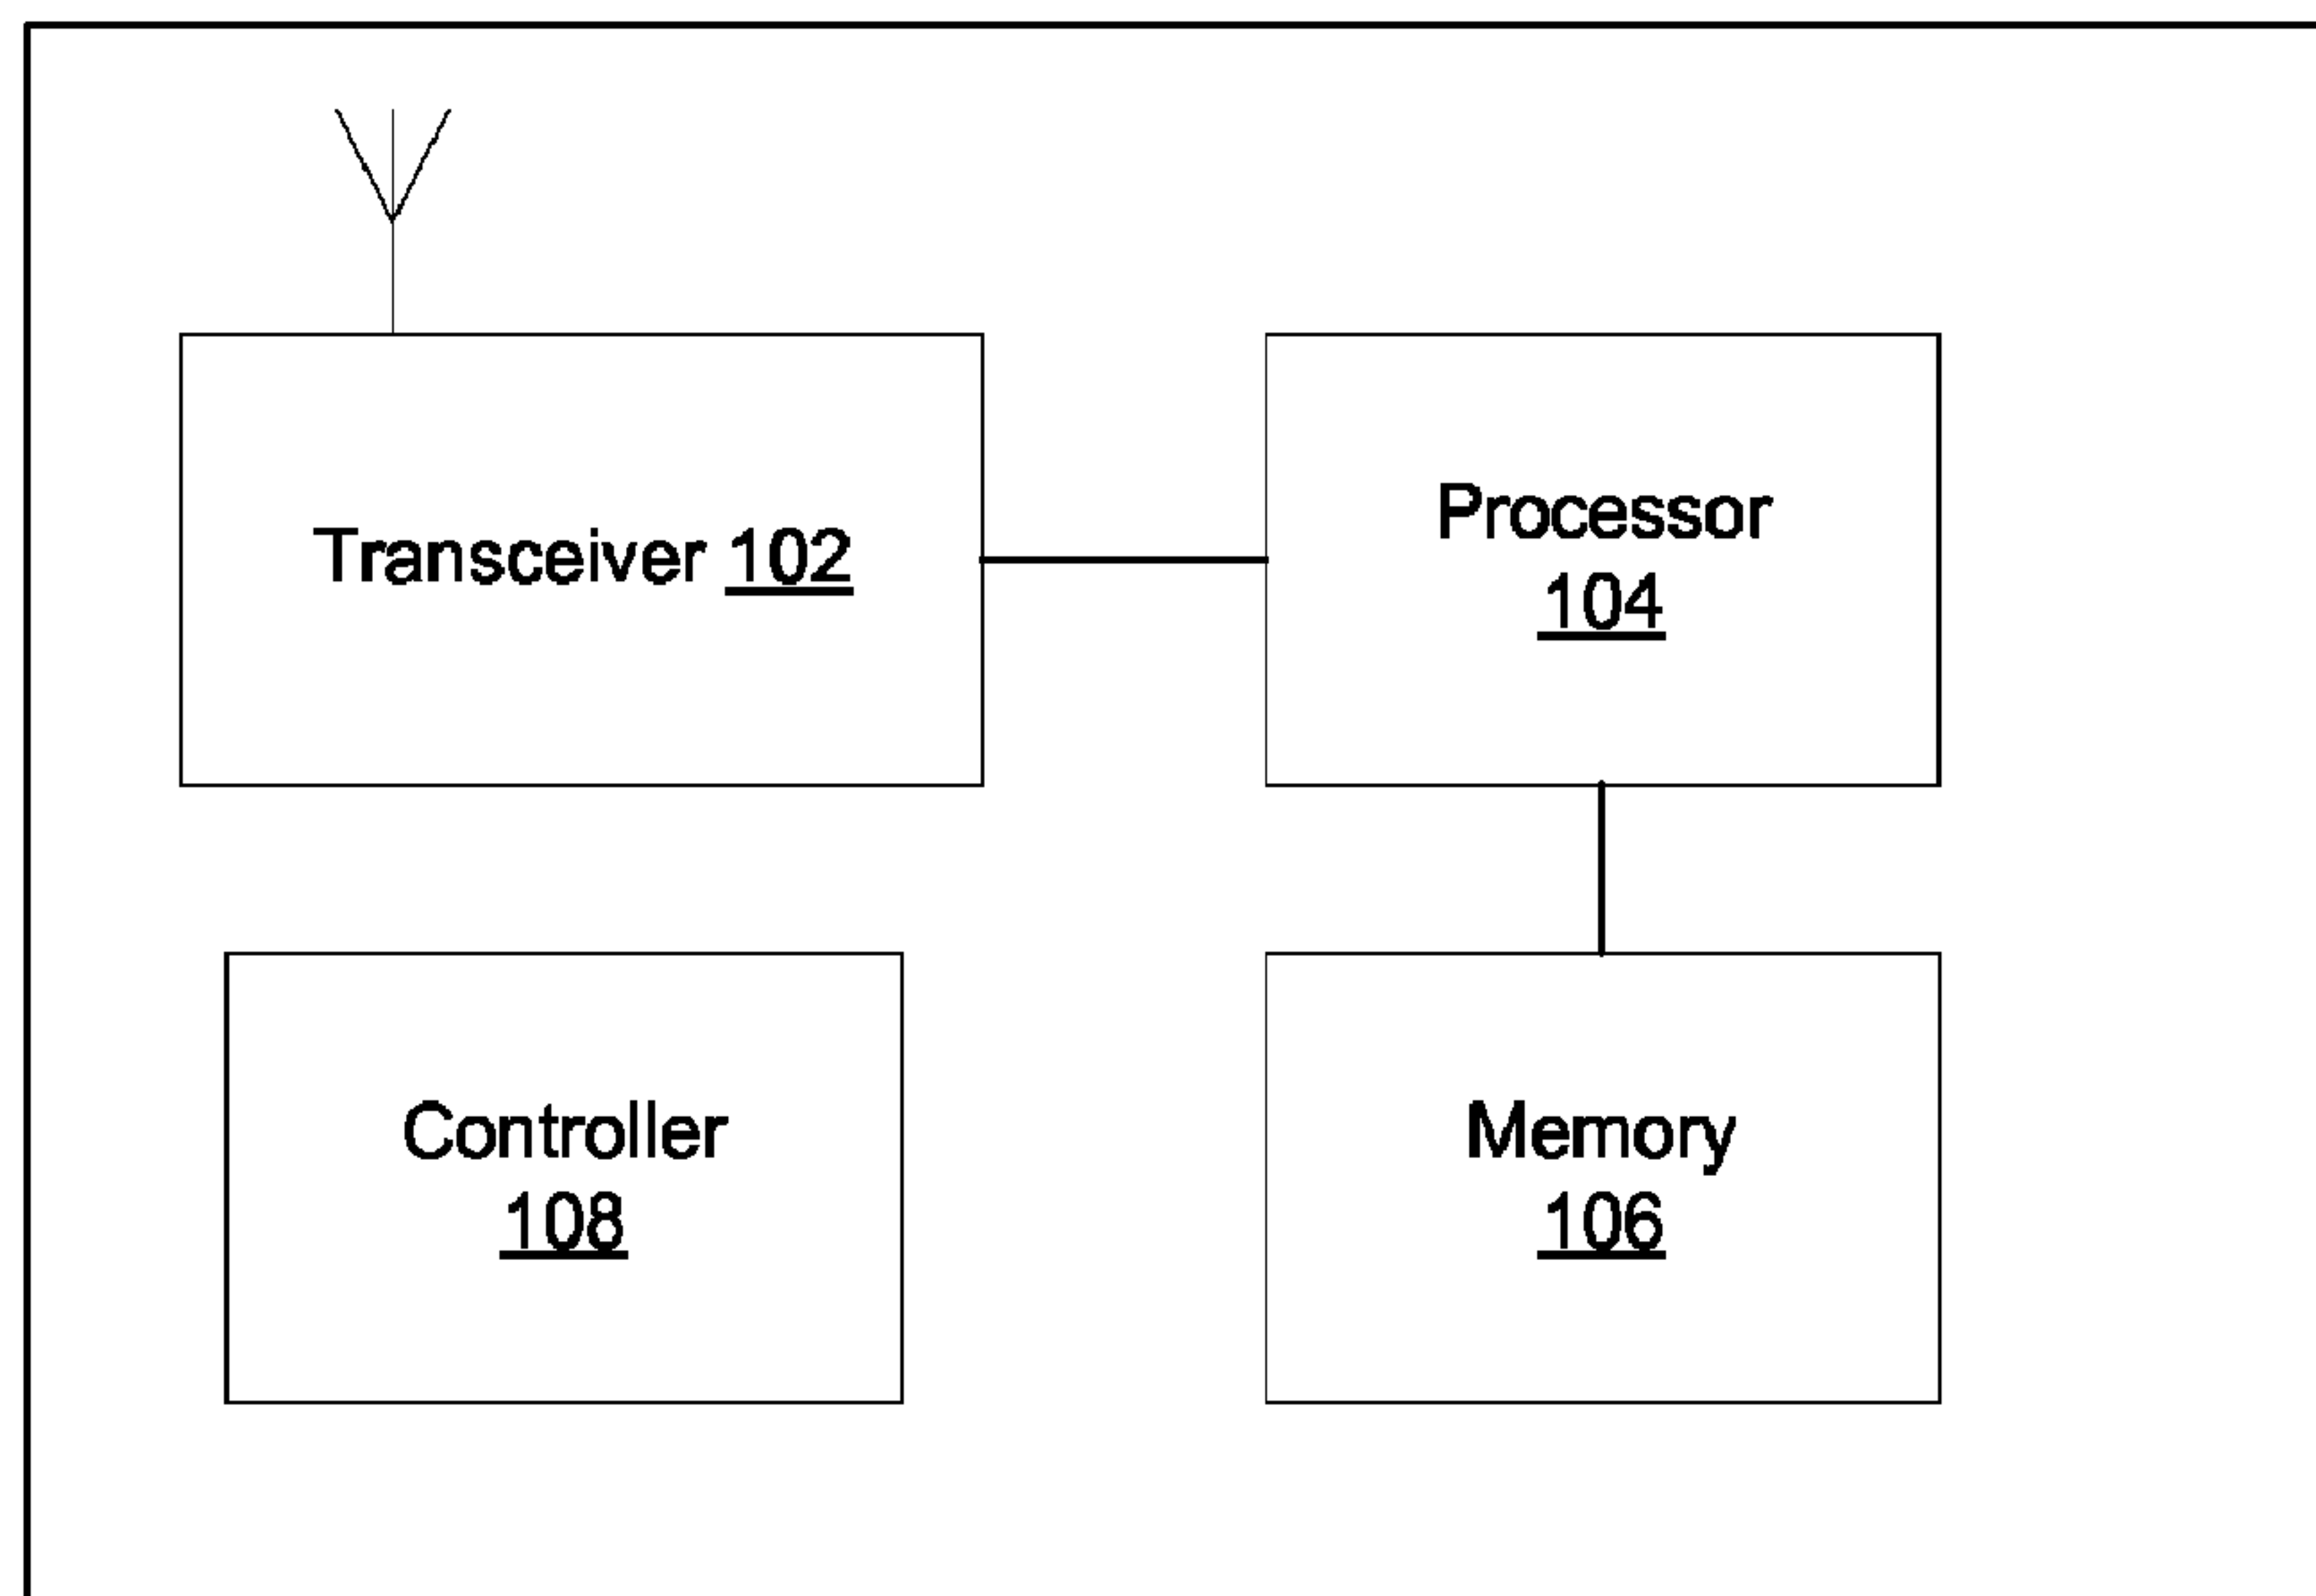 Transceiver 102
Processor
104
Controller
108
Memory
106